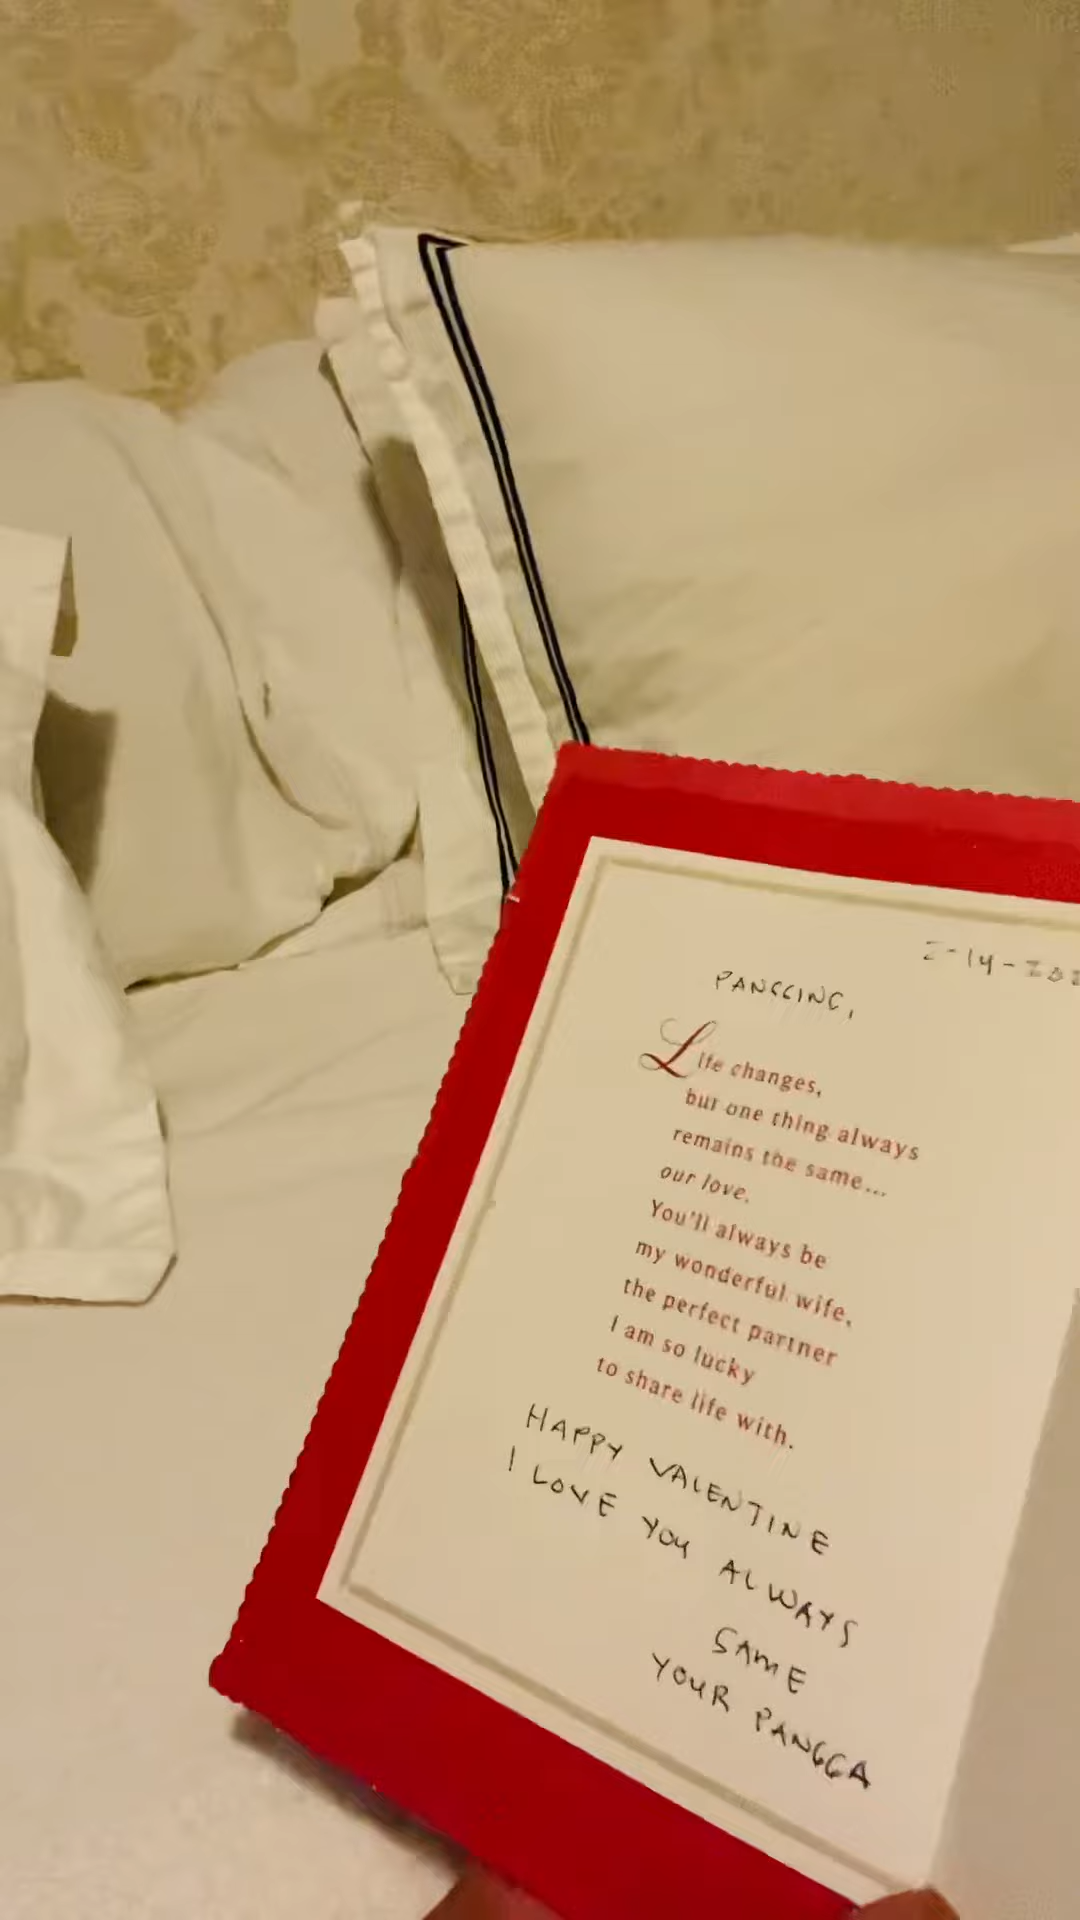 2-14-202
PANGGING,
Life changes,
but one thing always
remains the same...
our love.
You'll always be
my wonderful wife,
the perfect partner
I am so lucky
to share life with.
HAPPY VALENTINE
I LOVE YOU ALWAYS
SAME
YOUR PANGGA